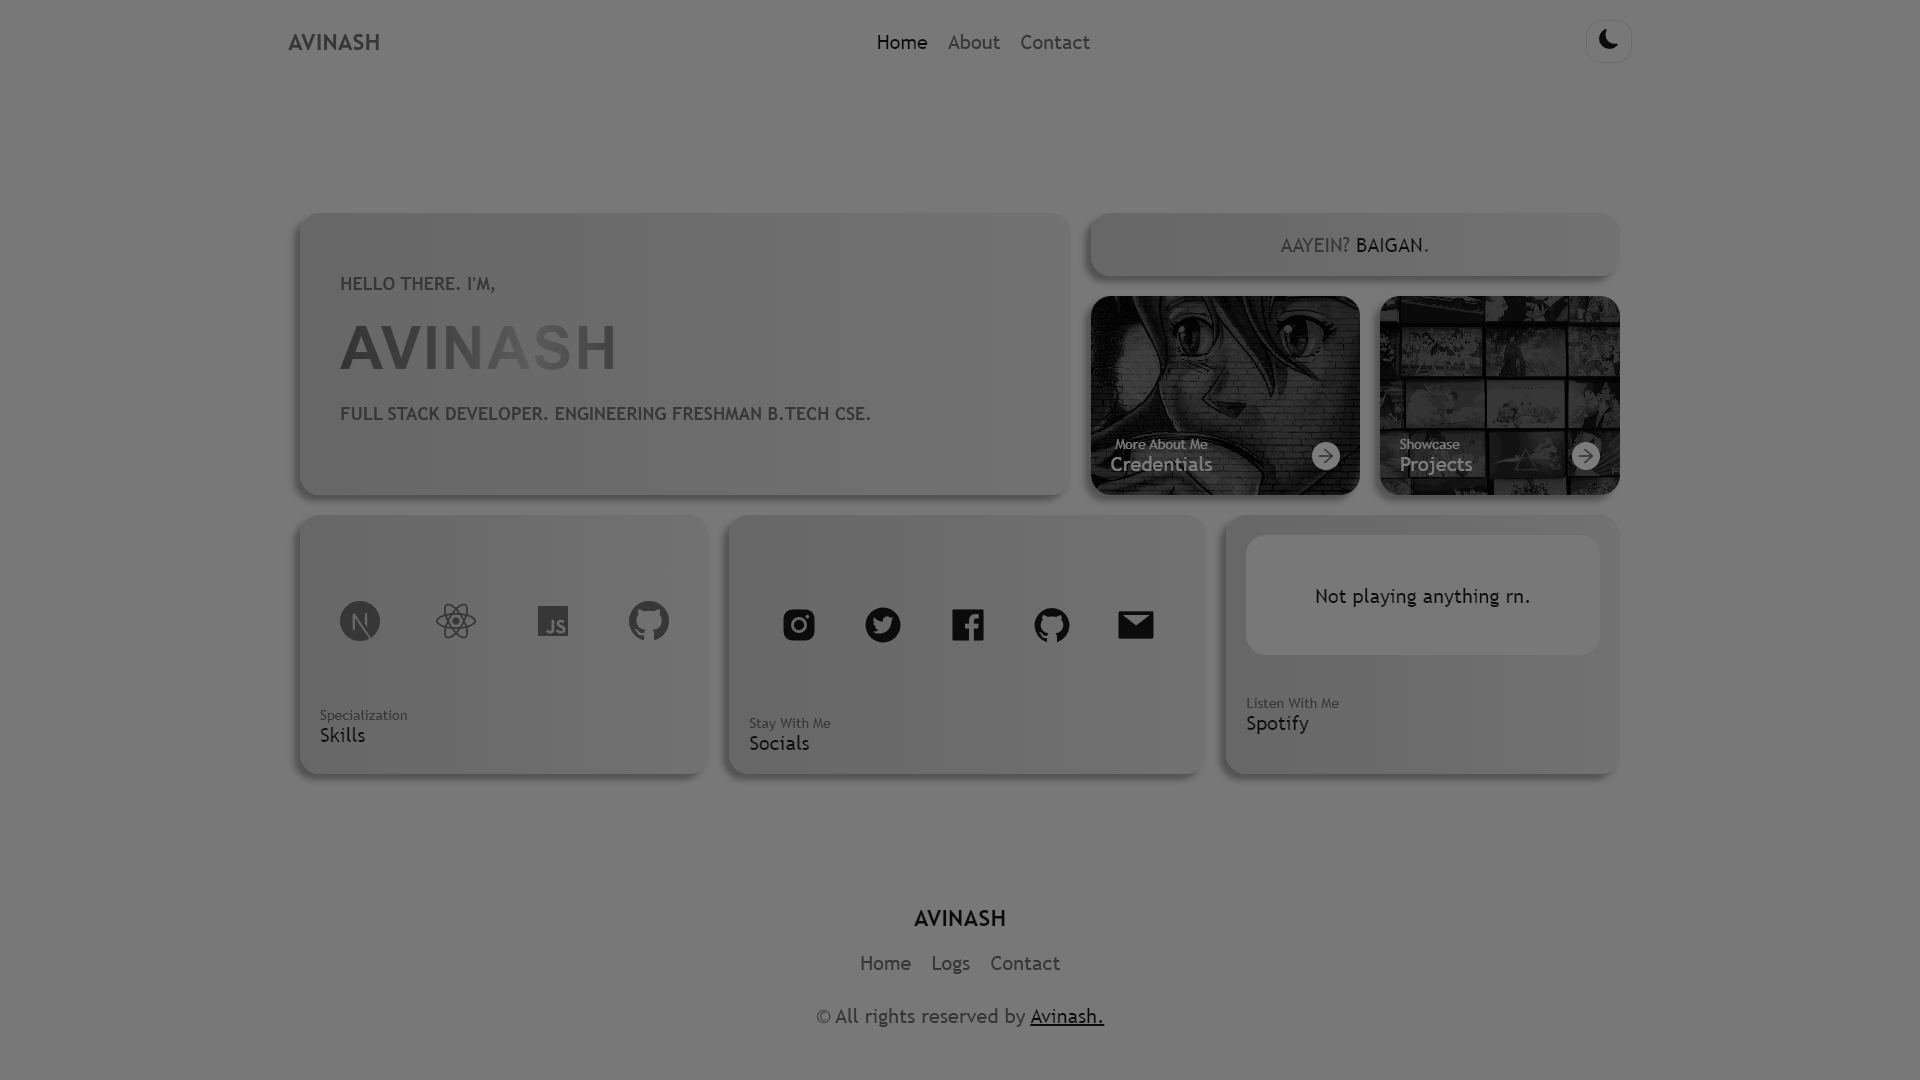 AVINASH
Home About Contact
HELLO THERE. I'M,
AVINASH
FULL STACK DEVELOPER. ENGINEERING FRESHMAN B.TECH CSE.
AAYEIN? BAIGAN.
More About Me
Credentials
Showcase
Projects
JS
Specialization
Skills
Stay With Me
Socials
Not playing anything rn.
Listen With Me
Spotify
AVINASH
Home Logs Contact
© All rights reserved by Avinash.